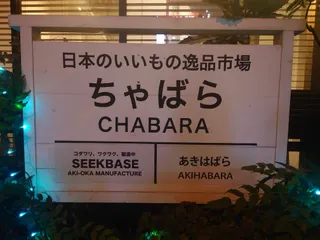 日本のいいもの逸品市場
ちゃばら
CHABARA
コダワリ、ワクワク、製造中
SEEKBASE
AKI-OKA MANUFACTURE
あきはばら
AKIHABARA